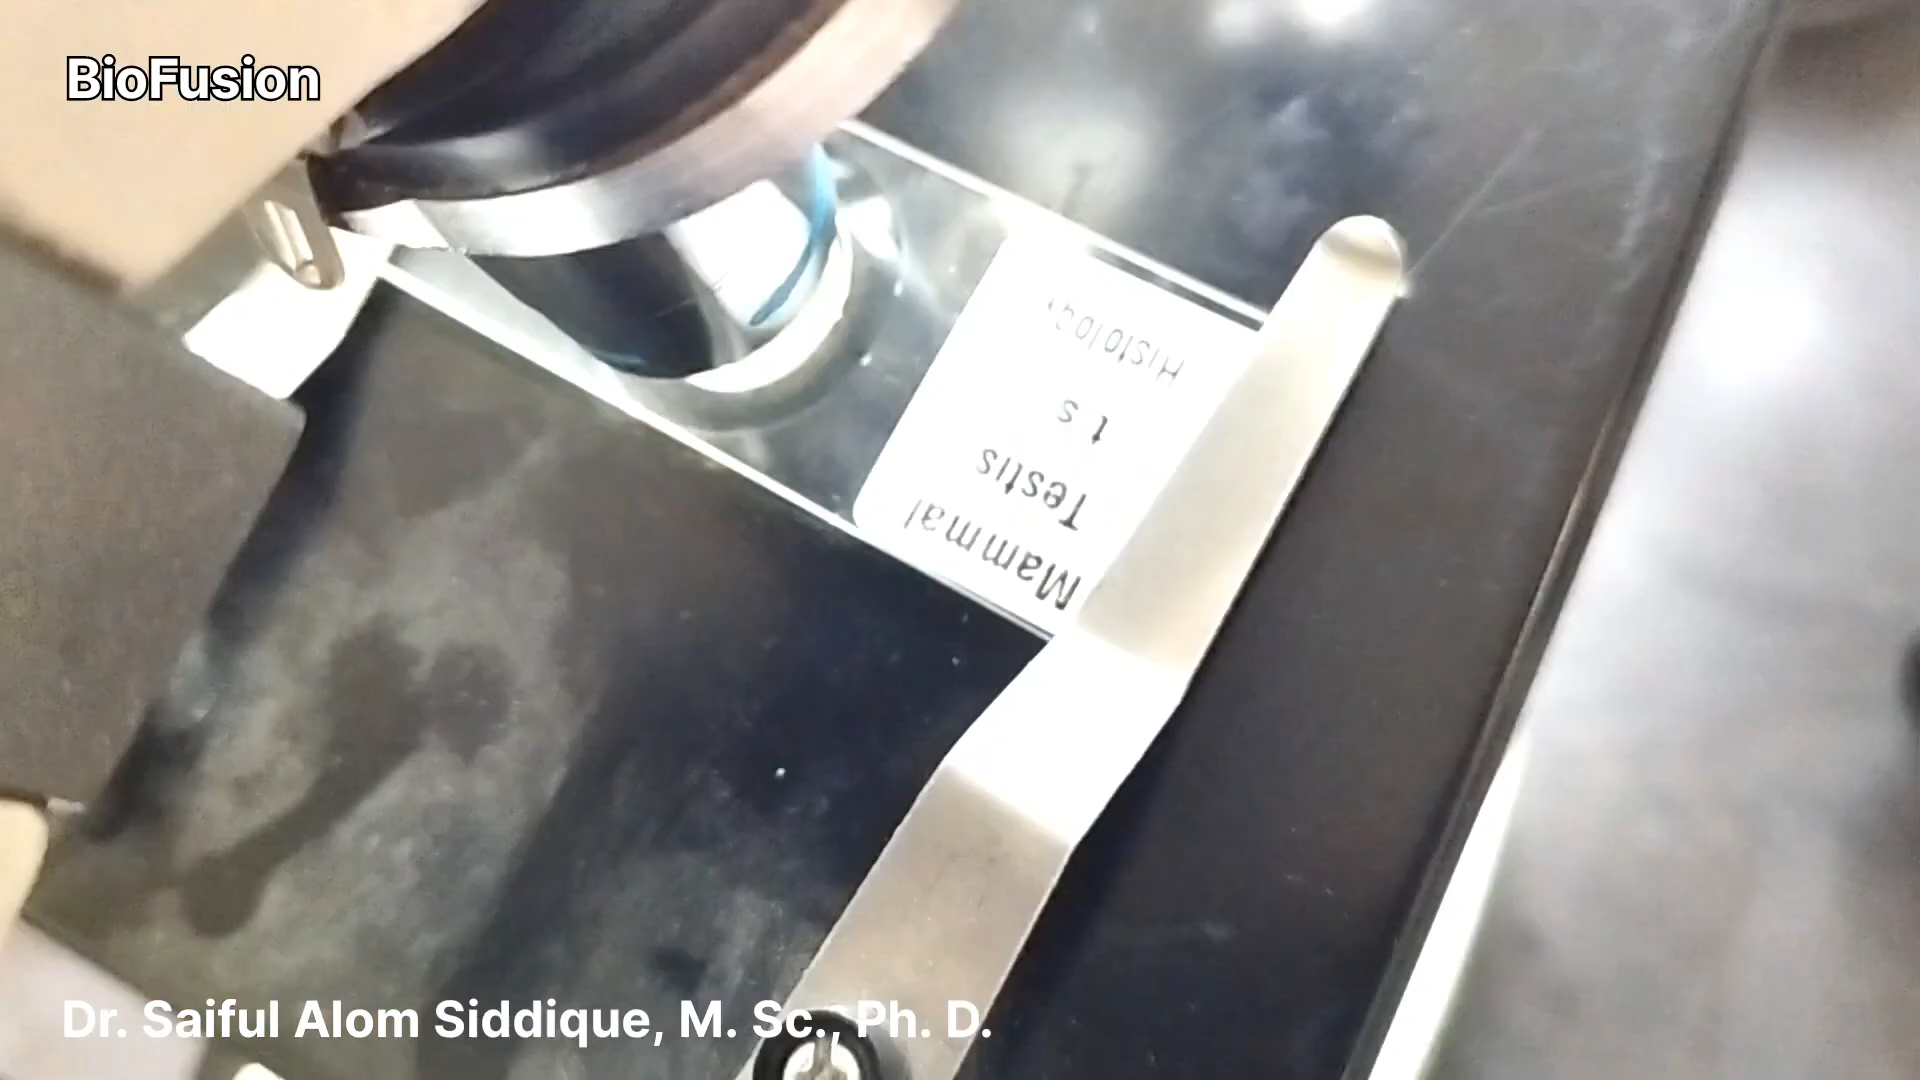 BioFusion
Mammal
Testis
t.s
Histology
Dr. Saiful Alom Siddique, M. Sc., Ph. D.